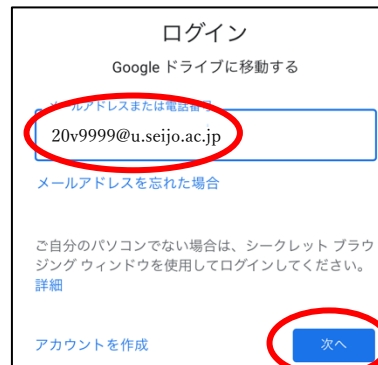 ログイン
Google ドライブに移動する
メールアドレスまたは電話番号
20v9999@u.seijo.ac.jp
メールアドレスを忘れた場合
ご自分のパソコンでない場合は、シークレット ブラウ
ジング ウィンドウを使用してログインしてください。
詳細
アカウントを作成
次へ